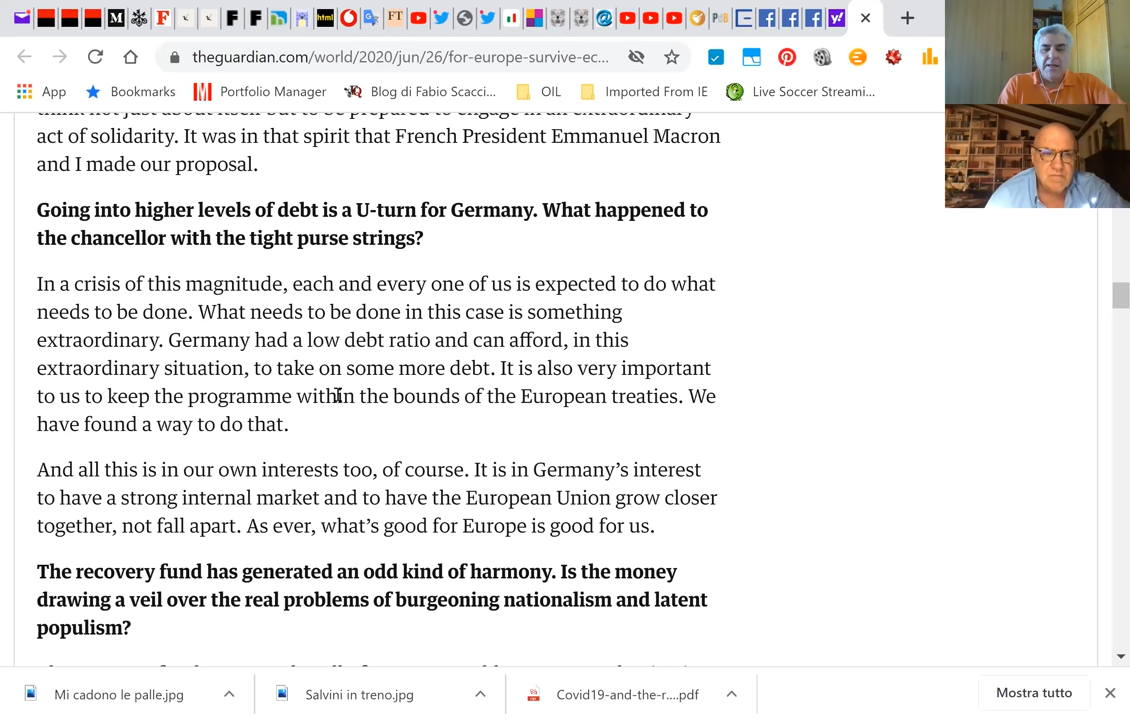 M
F
F
F
html
FT
PdB
theguardian.com/world/2020/jun/26/for-europe-survive-ec...
App
Bookmarks
Portfolio Manager
Blog di Fabio Scacci...
OIL
Imported From IE
Live Soccer Streami...
act of solidarity. It was in that spirit that French President Emmanuel Macron
and I made our proposal.
Going into higher levels of debt is a U-turn for Germany. What happened to
the chancellor with the tight purse strings?
In a crisis of this magnitude, each and every one of us is expected to do what
needs to be done. What needs to be done in this case is something
extraordinary. Germany had a low debt ratio and can afford, in this
extraordinary situation, to take on some more debt. It is also very important
to us to keep the programme within the bounds of the European treaties. We
have found a way to do that.
And all this is in our own interests too, of course. It is in Germany’s interest
to have a strong internal market and to have the European Union grow closer
together, not fall apart. As ever, what’s good for Europe is good for us.
The recovery fund has generated an odd kind of harmony. Is the money
drawing a veil over the real problems of burgeoning nationalism and latent
populism?
Mi cadono le palle.jpg
Salvini in treno.jpg
Covid19-and-the-r....pdf
Mostra tutto